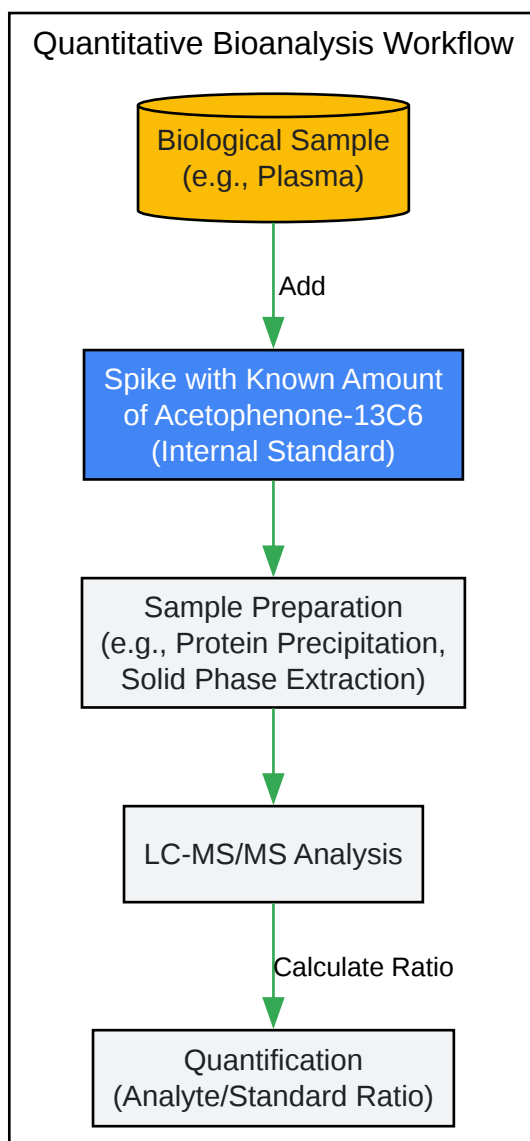 Quantitative Bioanalysis Workflow
Biological Sample
(e.g., Plasma)
Add
Spike with Known Amount
of Acetophenone-13C6
(Internal Standard)
Sample Preparation
(e.g., Protein Precipitation,
Solid Phase Extraction)
LC-MS/MS Analysis
Calculate Ratio
Quantification
(Analyte/Standard Ratio)